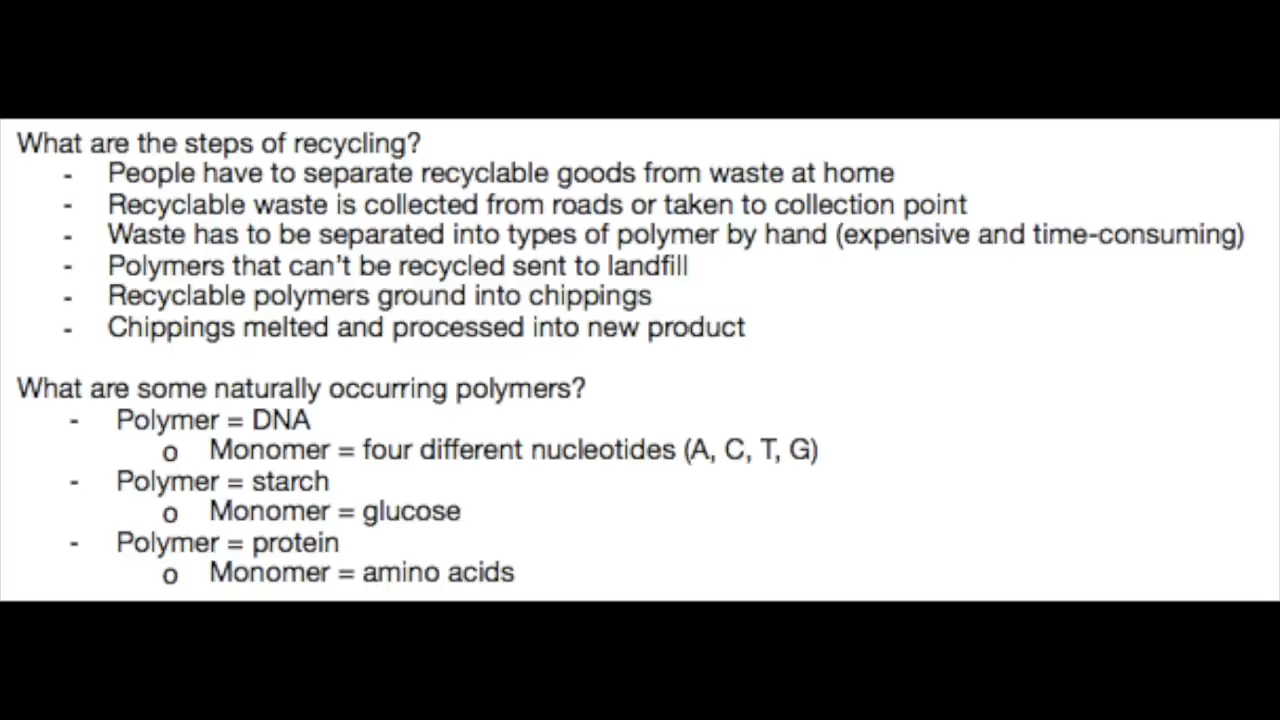 What are the steps of recycling?
- People have to separate recyclable goods from waste at home
- Recyclable waste is collected from roads or taken to collection point
- Waste has to be separated into types of polymer by hand (expensive and time-consuming)
- Polymers that can't be recycled sent to landfill
- Recyclable polymers ground into chippings
- Chippings melted and processed into new product
What are some naturally occurring polymers?
- Polymer = DNA
o Monomer = four different nucleotides (A, C, T, G)
- Polymer = starch
o Monomer = glucose
- Polymer = protein
o Monomer = amino acids